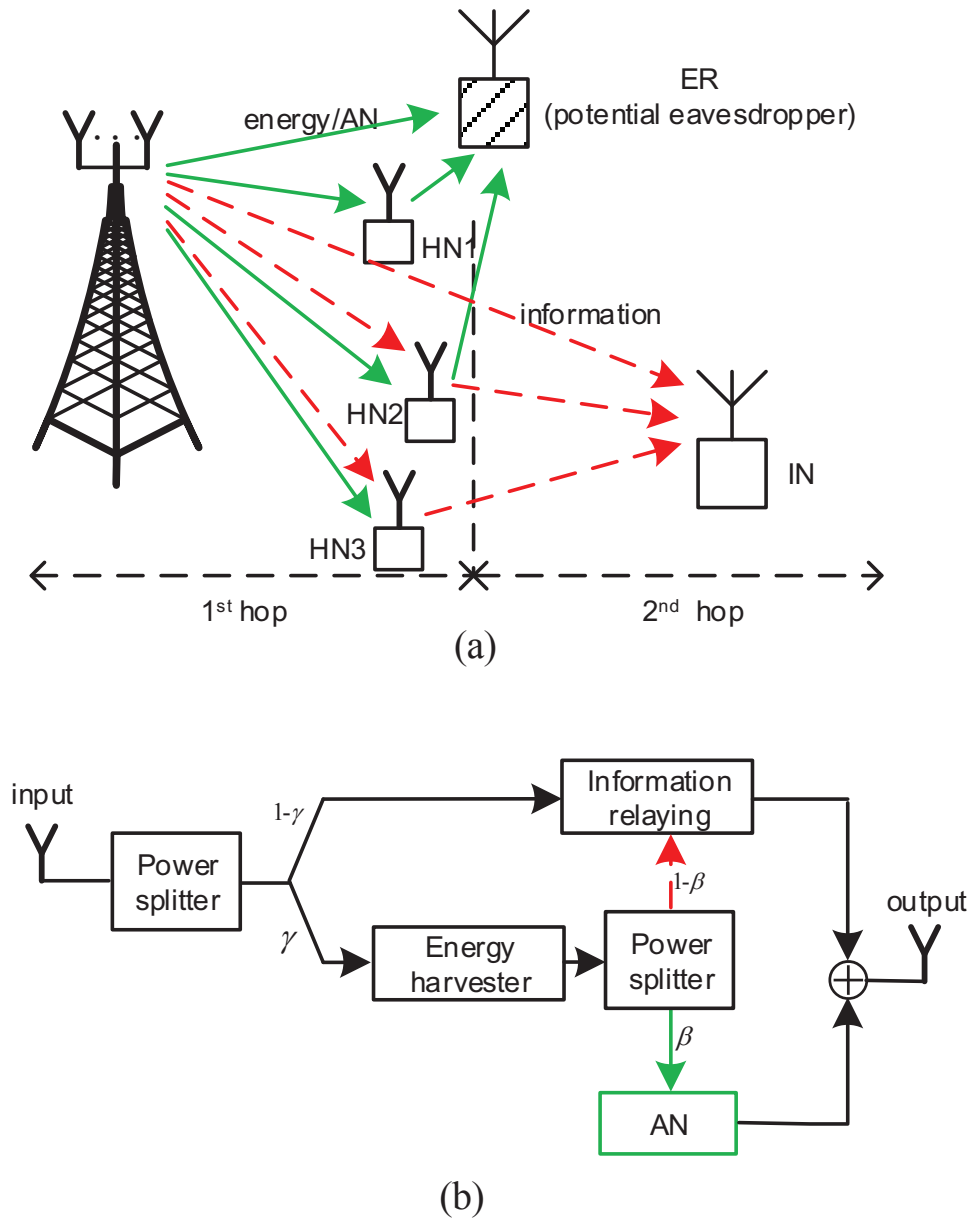 ER
(potential eavesdropper)
energy/AN
HN1
information
HN2
IN
HN3
1st hop
2nd hop
(a)
input
Power
splitter
1-γ
γ
Information
relaying
1-β
Energy
harvester
Power
splitter
β
AN
output
(b)